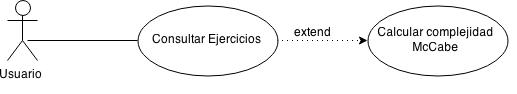 Usuario
Consultar Ejercicios
extend
Calcular complejidad
McCabe